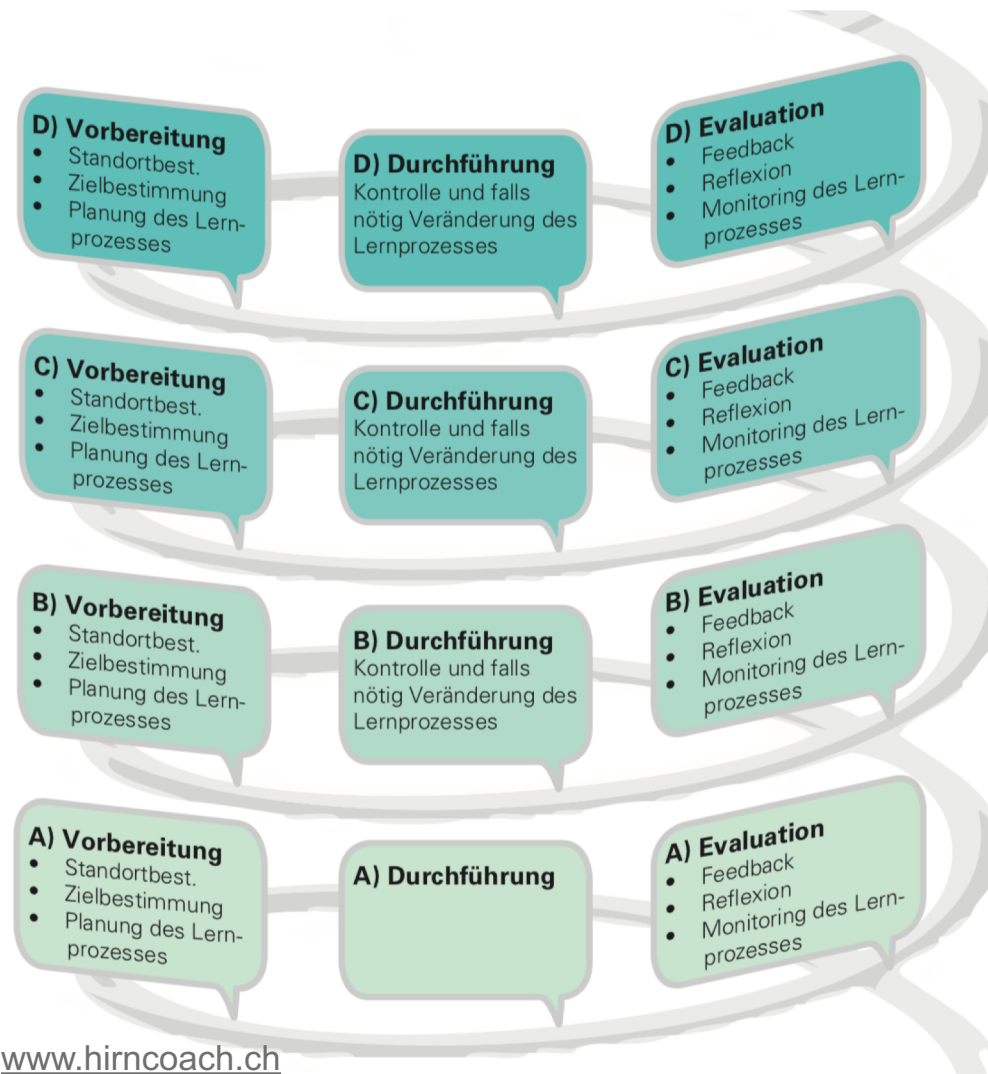 D) Vorbereitung
• Standortbest.
• Zielbestimmung
• Planung des Lern-
prozesses
D) Durchführung
Kontrolle und falls
nötig Veränderung des
Lernprozesses
D) Evaluation
• Feedback
• Reflexion
• Monitoring des Lern-
prozesses
C) Vorbereitung
• Standortbest.
• Zielbestimmung
• Planung des Lern-
prozesses
C) Durchführung
Kontrolle und falls
nötig Veränderung des
Lernprozesses
C) Evaluation
• Feedback
• Reflexion
• Monitoring des Lern-
prozesses
B) Vorbereitung
• Standortbest.
• Zielbestimmung
• Planung des Lern-
prozesses
B) Durchführung
Kontrolle und falls
nötig Veränderung des
Lernprozesses
B) Evaluation
• Feedback
• Reflexion
• Monitoring des Lern-
prozesses
A) Vorbereitung
• Standortbest.
• Zielbestimmung
• Planung des Lern-
prozesses
A) Durchführung
A) Evaluation
• Feedback
• Reflexion
• Monitoring des Lern-
prozesses
www.hirncoach.ch